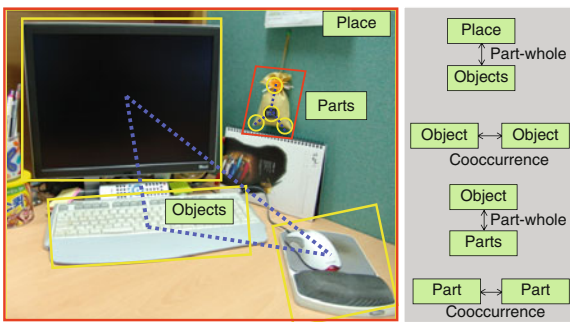 Place
Parts
Objects
Place
Part-whole
Objects
Object
Object
Cooccurrence
Object
Part-whole
Parts
Part
Part
Cooccurrence